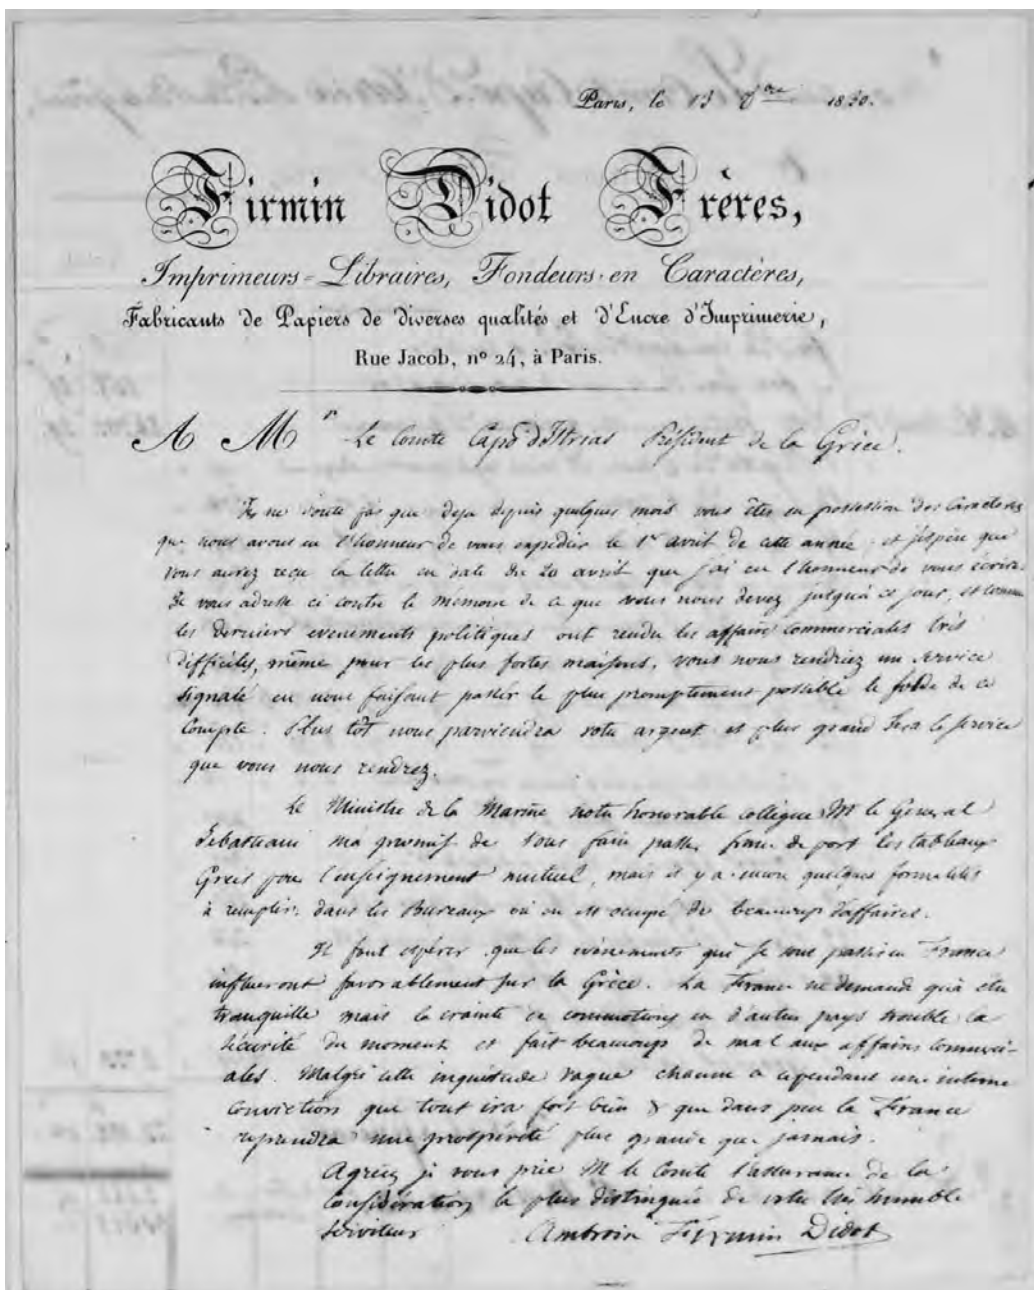 Paris, le 13 8bre 1830.
Firmin Didot Frères,
Imprimeurs-Libraires, Fondeurs en Caractères,
Fabricants de Papiers de diverses qualités et d'Encre d'Imprimerie,
Rue Jacob, nº 24, à Paris.
A Mr Le Comte Capo d'Istrias Président de la Grèce.
Je ne doute pas que deja depuis quelques mois vous êtes en possession des Caractères
que nous avons eu l'honneur de vous expédier le 1er avril de cette année, et j'espère que
vous aurez reçu la lettre en date du 20 avril que j'ai eu l'honneur de vous écrire.
Je vous adresse ci contre le mémoire de ce que vous nous devez jusqu'à ce jour, et comme
les derniers evenements politiques ont rendu les affaires commerciales très
difficiles, même pour les plus fortes maisons, vous nous rendriez un service
signalé en nous faisant passer le plus promptement possible le solde de ce
Compte. Plus tôt nous parviendra votre argent et plus grand sera le service
que vous nous rendrez.
Le Ministre de la Marine notre honorable collègue Mr le Général
Sebastiani m'a promis de vous faire passer franc de port les tableaux
Grecs pour l'enseignement mutuel, mais il y a encore quelques formalités
à remplir dans les Bureaux où on est occupé de beaucoup d'affaires.
Il faut espérer que les évènements qui se sont passés en France
influeront favorablement sur la Grèce. La France ne demande qu'à être
tranquille mais la crainte de commotions en d'autres pays trouble la
sécurité du moment et fait beaucoup de mal aux affaires commerci-
ales. Malgré cette inquietude vague chacun a cependant une interne
conviction que tout ira fort bien & que dans peu la France
reprendra une prospérité plus grande que jamais.
Agréez je vous prie Mr le Comte l'assurance de la
Considération la plus distinguée de votre très humble
serviteur Ambroise Firmin Didot